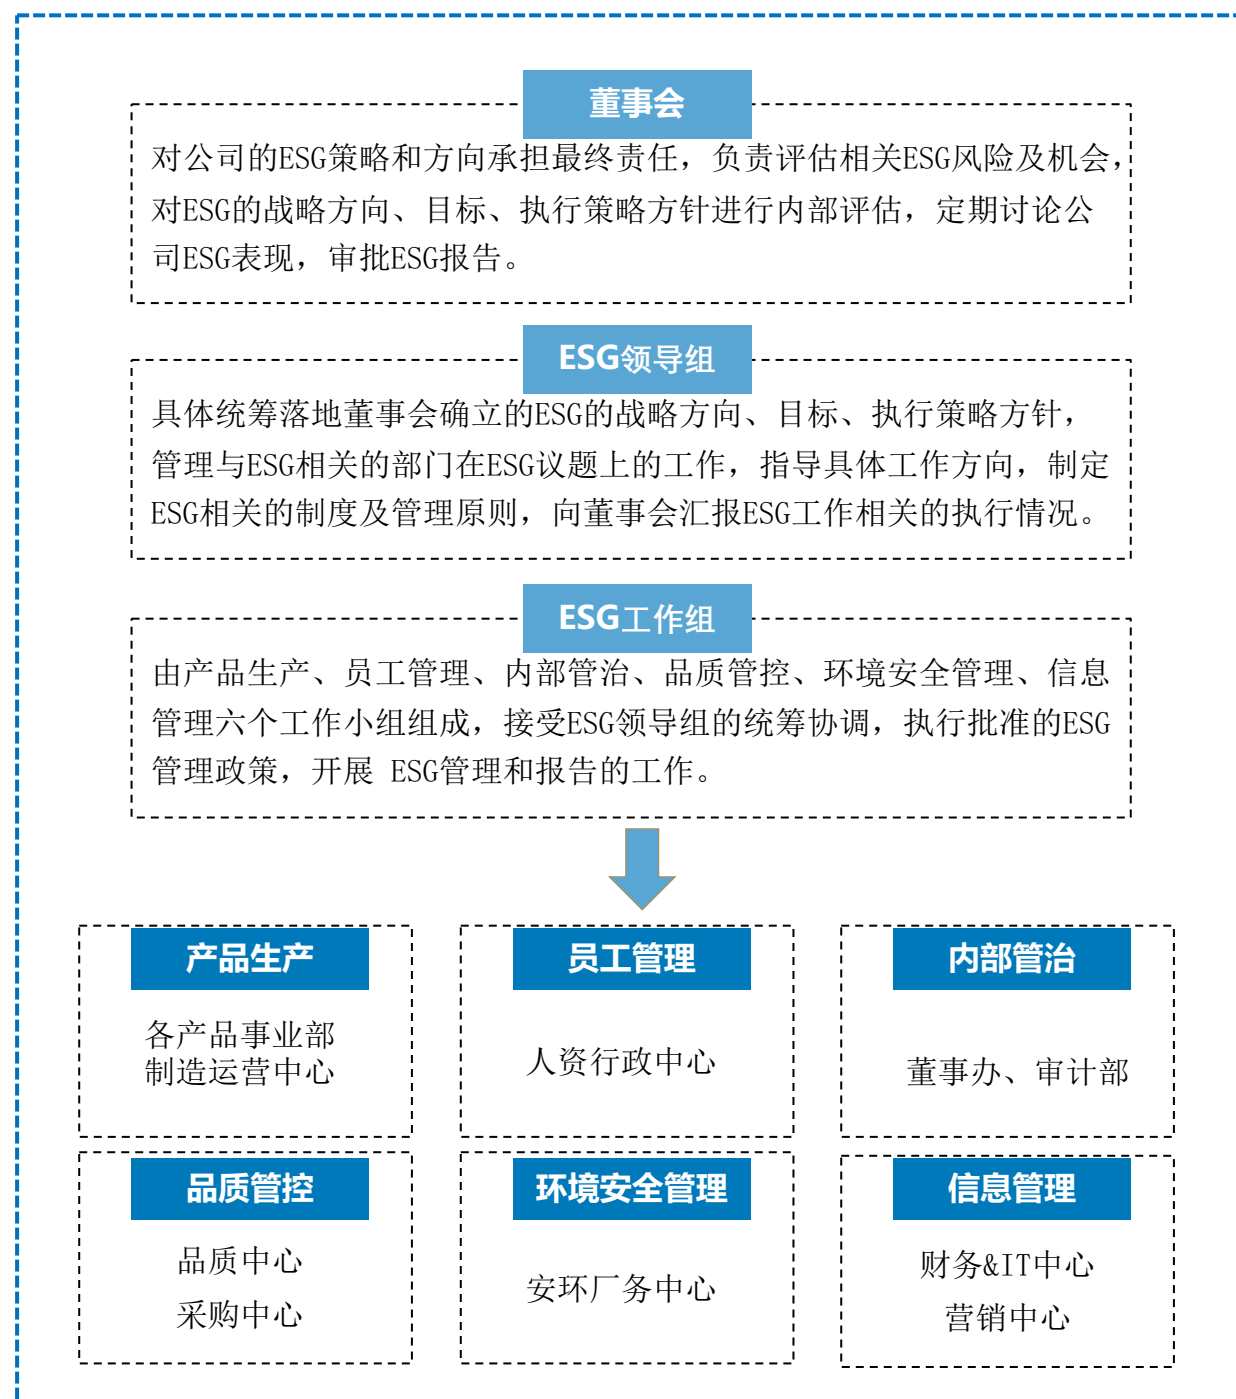 董事会
对公司的ESG策略和方向承担最终责任，负责评估相关ESG风险及机会，
对ESG的战略方向、目标、执行策略方针进行内部评估，定期讨论公
司ESG表现，审批ESG报告。
ESG领导组
具体统筹落地董事会确立的ESG的战略方向、目标、执行策略方针，
管理与ESG相关的部门在ESG议题上的工作，指导具体工作方向，制定
ESG相关的制度及管理原则，向董事会汇报ESG工作相关的执行情况。
ESG工作组
由产品生产、员工管理、内部管治、品质管控、环境安全管理、信息
管理六个工作小组组成，接受ESG领导组的统筹协调，执行批准的ESG
管理政策，开展 ESG管理和报告的工作。
产品生产
各产品事业部
制造运营中心
员工管理
人资行政中心
内部管治
董事办、审计部
品质管控
品质中心
采购中心
环境安全管理
安环厂务中心
信息管理
财务&IT中心
营销中心